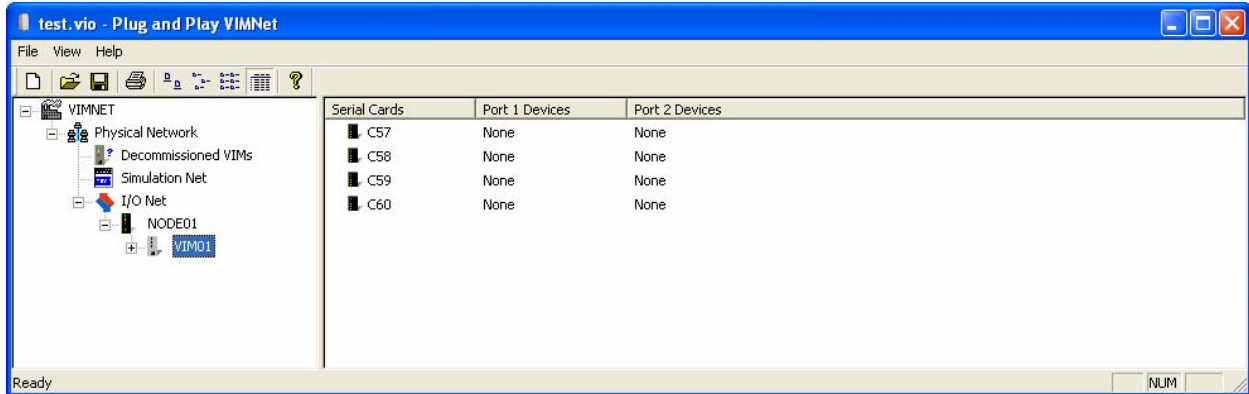 test.vio - Plug and Play VIMNet
File View Help
VIMNET
Physical Network
Decommissioned VIMs
Simulation Net
I/O Net
NODE01
VIM01
Serial Cards Port 1 Devices Port 2 Devices
C57 None None
C58 None None
C59 None None
C60 None None
Ready NUM